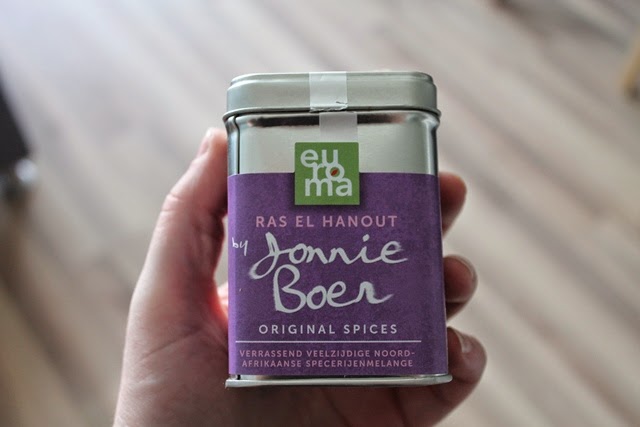 eu
ro
ma
RAS EL HANOUT
by Jonnie
Boer
ORIGINAL SPICES
VERRASSEND VEELZIJDIGE NOORD-
AFRIKAANSE SPECERIJENMELANGE